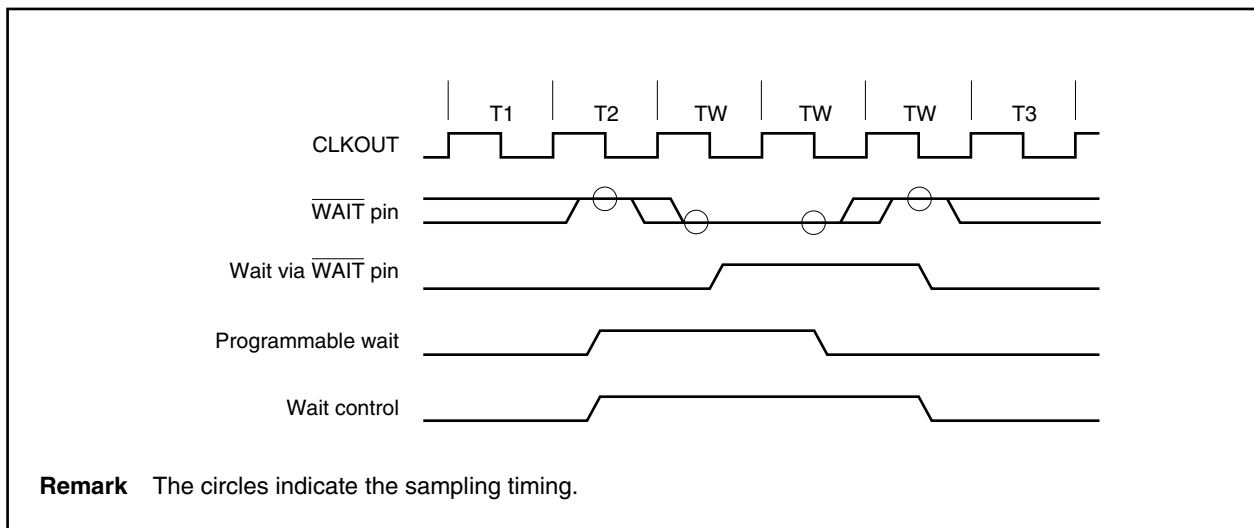 T1 T2 TW TW TW T3
CLKOUT
WAIT pin
Wait via WAIT pin
Programmable wait
Wait control
Remark The circles indicate the sampling timing.